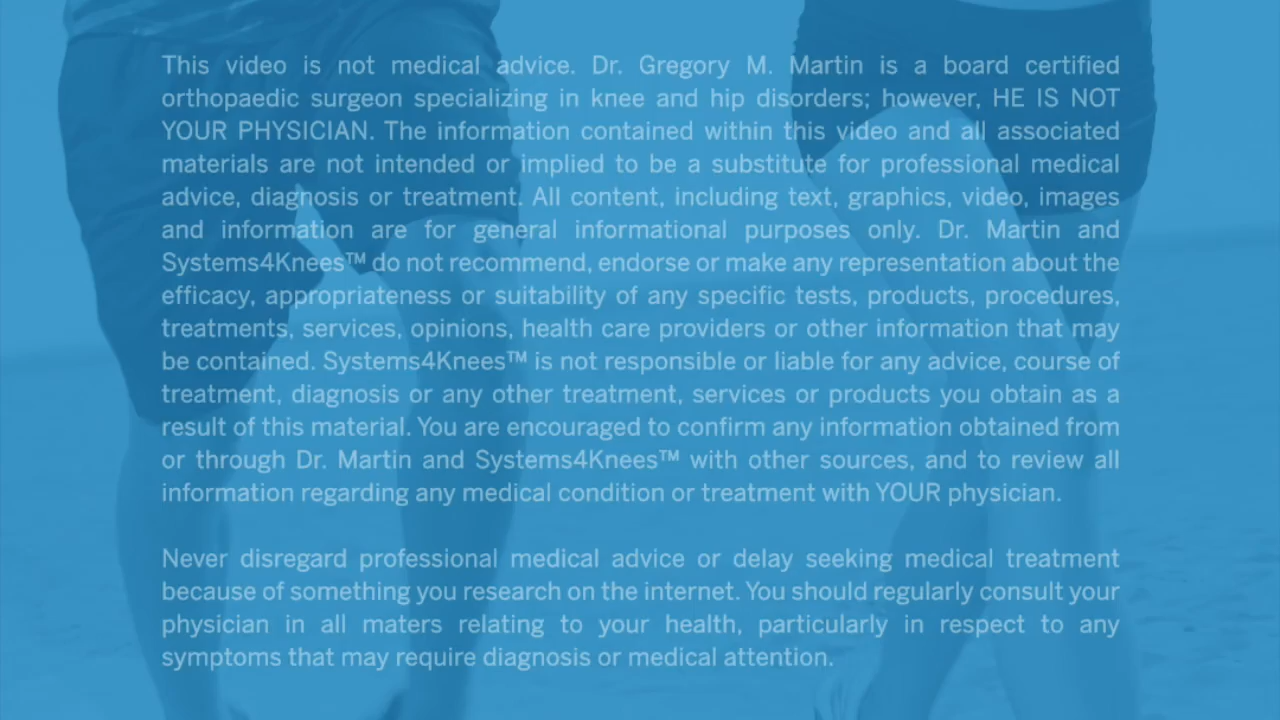 This video is not medical advice. Dr. Gregory M. Martin is a board certified
orthopaedic surgeon specializing in knee and hip disorders; however, HE IS NOT
YOUR PHYSICIAN. The information contained within this video and all associated
materials are not intended or implied to be a substitute for professional medical
advice, diagnosis or treatment. All content, including text, graphics, video, images
and information are for general informational purposes only. Dr. Martin and
Systems4Knees™ do not recommend, endorse or make any representation about the
efficacy, appropriateness or suitability of any specific tests, products, procedures,
treatments, services, opinions, health care providers or other information that may
be contained. Systems4Knees™ is not responsible or liable for any advice, course of
treatment, diagnosis or any other treatment, services or products you obtain as a
result of this material. You are encouraged to confirm any information obtained from
or through Dr. Martin and Systems4Knees™ with other sources, and to review all
information regarding any medical condition or treatment with YOUR physician.
Never disregard professional medical advice or delay seeking medical treatment
because of something you research on the internet. You should regularly consult your
physician in all maters relating to your health, particularly in respect to any
symptoms that may require diagnosis or medical attention.